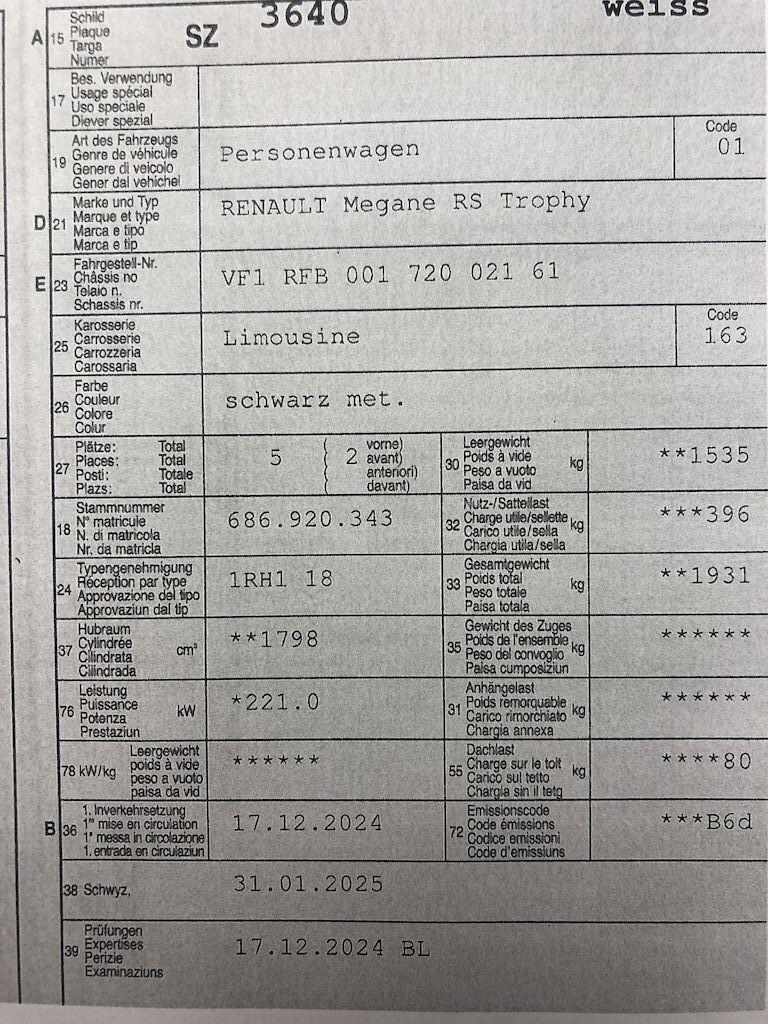 A 15 Schild SZ 3640 weiss
Plaque
Targa
Numer
17 Bes. Verwendung
Usage spécial
Uso speciale
Diever spezial
19 Art des Fahrzeugs Personenwagen Code 01
Genre de véhicule
Genere di veicolo
Gener dal vehichel
D 21 Marke und Typ RENAULT Megane RS Trophy
Marque et type
Marca e tipo
Marca e tip
E 23 Fahrgestell-Nr. VF1 RFB 001 720 021 61
Châssis no
Telaio n.
Schassis nr.
25 Karosserie Limousine Code 163
Carrosserie
Carrozzeria
Carossaria
26 Farbe schwarz met.
Couleur
Colore
Colur
27 Plätze: Total 5 ( 2 vorne)
Places: Total avant)
Posti: Totale anteriori)
Plazs: Total davant)
30 Leergewicht kg **1535
Poids à vide
Peso a vuoto
Paisa da vid
18 Stammnummer 686.920.343
N° matricule
N. di matricola
Nr. da matricla
32 Nutz-/Sattellast kg ***396
Charge utile/sellette
Carico utile/sella
Chargia utila/sella
24 Typengenehmigung 1RH1 18
Réception par type
Approvazione del tipo
Approvaziun dal tip
33 Gesamtgewicht kg **1931
Poids total
Peso totale
Paisa totala
37 Hubraum cm³ **1798
Cylindrée
Cilindrata
Cilindrada
35 Gewicht des Zuges kg ******
Poids de l'ensemble
Peso del convoglio
Paisa cumposiziun
76 Leistung kW *221.0
Puissance
Potenza
Prestaziun
31 Anhängelast kg ******
Poids remorquable
Carico rimorchiato
Chargia annexa
78 kW/kg Leergewicht ******
poids à vide
peso a vuoto
paisa da vid
55 Dachlast kg ****80
Charge sur le toit
Carico sul tetto
Chargia sin il tetg
B 36 1. Inverkehrsetzung 17.12.2024
1re mise en circulation
1a messa in circolazione
1. entrada en circulaziun
72 Emissionscode ***B6d
Code émissions
Codice emissioni
Code d'emissiuns
38 Schwyz, 31.01.2025
39 Prüfungen 17.12.2024 BL
Expertises
Perizie
Examinaziuns